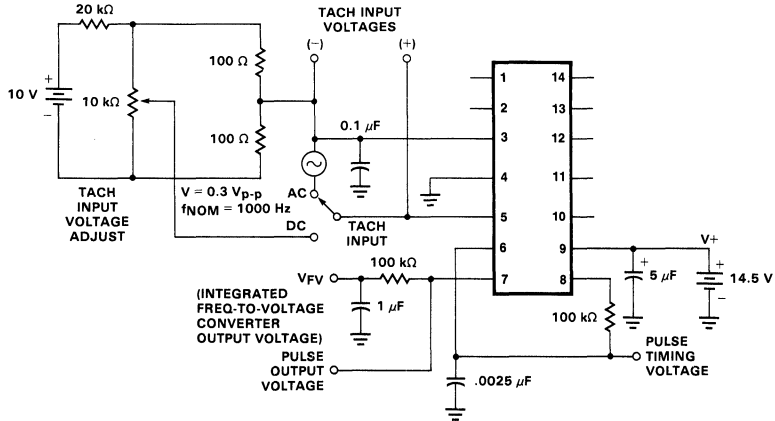 20 kΩ
TACH INPUT
VOLTAGES
(−)
(+)
100 Ω
+
10 V
−
10 kΩ
100 Ω
0.1 μF
1
14
2
13
3
12
4
11
5
10
6
9
7
8
TACH
INPUT
VOLTAGE
ADJUST
V = 0.3 Vp-p
fNOM = 1000 Hz
AC
DC
TACH
INPUT
V+
+
5 μF
+
14.5 V
−
100 kΩ
VFV
(INTEGRATED
FREQ-TO-VOLTAGE
CONVERTER
OUTPUT VOLTAGE)
1 μF
100 kΩ
PULSE
OUTPUT
VOLTAGE
PULSE
TIMING
VOLTAGE
.0025 μF